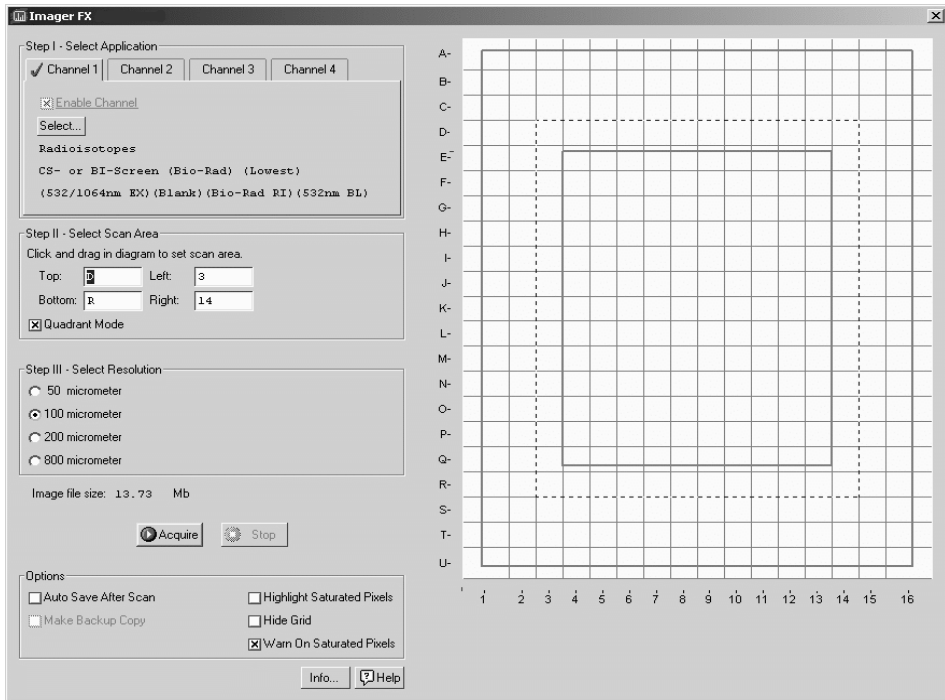 Imager FX
Step I - Select Application
Channel 1 Channel 2 Channel 3 Channel 4
Enable Channel
Select...
Radioisotopes
CS- or BI-Screen (Bio-Rad) (Lowest)
(532/1064nm EX)(Blank)(Bio-Rad RI)(532nm BL)
Step II - Select Scan Area
Click and drag in diagram to set scan area.
Top: D Left: 3
Bottom: R Right: 14
Quadrant Mode
Step III - Select Resolution
50 micrometer
100 micrometer
200 micrometer
800 micrometer
Image file size: 13.73 Mb
Acquire Stop
Options
Auto Save After Scan Highlight Saturated Pixels
Make Backup Copy Hide Grid
Warn On Saturated Pixels
Info... Help
A-
B-
C-
D-
E-
F-
G-
H-
I-
J-
K-
L-
M-
N-
O-
P-
Q-
R-
S-
T-
U-
1 2 3 4 5 6 7 8 9 10 11 12 13 14 15 16